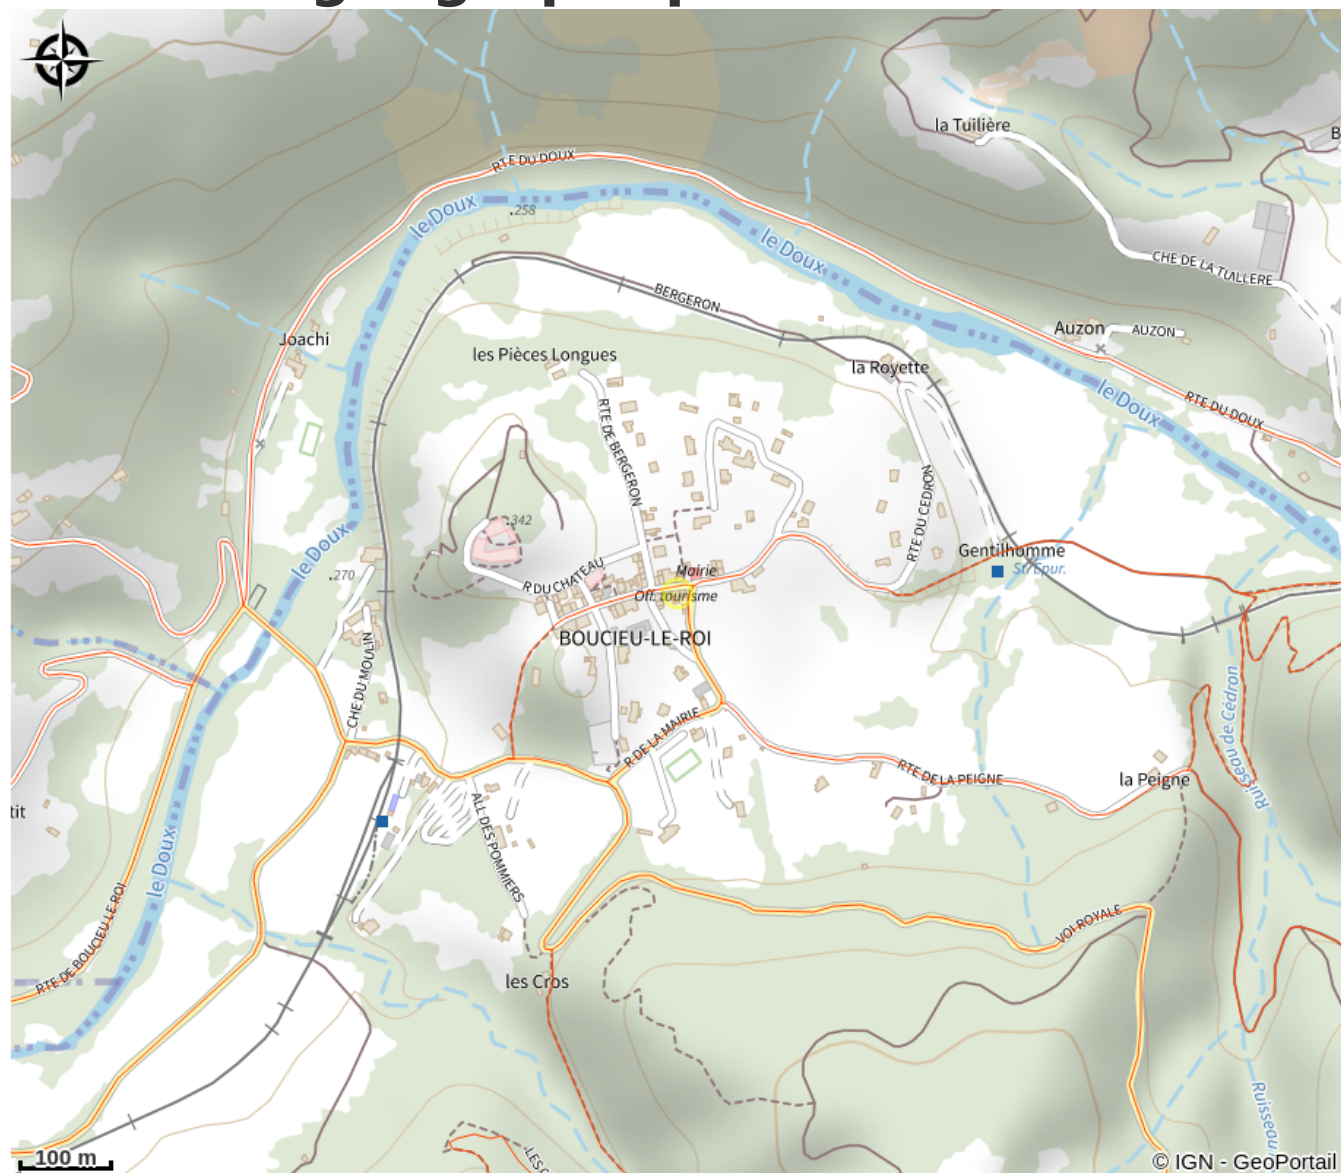 la Tuilière
RTE DU DOUX
le Doux
.258
le Doux
CHE DE LA TUILLERE
BERGERON
Auzon
AUZON
Joachi
les Pièces Longues
la Royette
le Doux
RTE DU DOUX
RTE DE BERGERON
RTE DU CEDRON
.342
le Doux
Gentilhomme
St. Epur.
.270
Mairie
R DU CHATEAU
Off. tourisme
BOUCIEU-LE-ROI
CHE DU MOULIN
Ruisseau de Cédron
R DE LA MAIRIE
RTE DE LA PEIGNE
la Peigne
tit
le Doux
ALL DES POMMIERS
RTE DE BOUCIEU LE ROI
VOI ROYALE
les Cros
Ruisseau
100 m
© IGN - GeoPortail